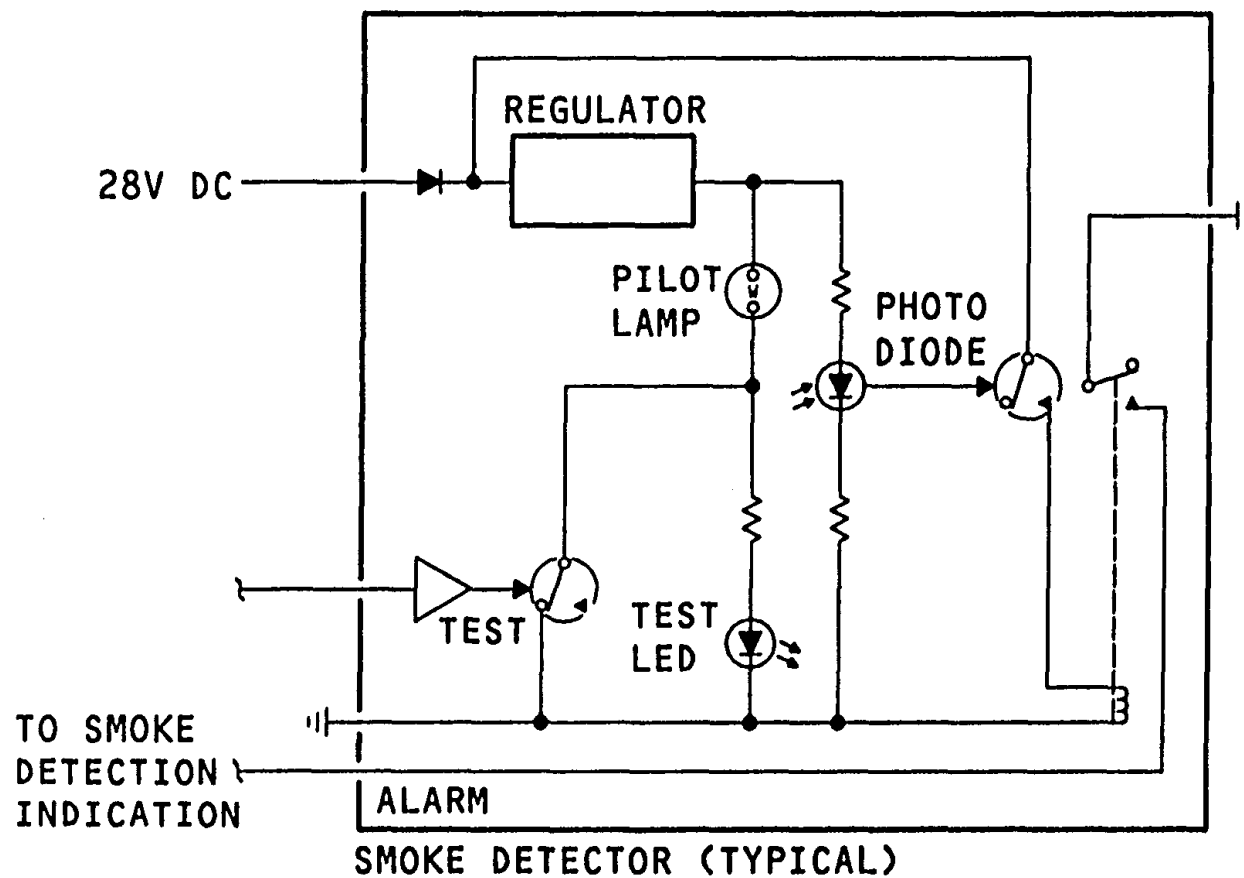 REGULATOR
28V DC
PILOT
LAMP
PHOTO
DIODE
TEST
TEST
LED
TO SMOKE
DETECTION
INDICATION
ALARM
SMOKE DETECTOR (TYPICAL)